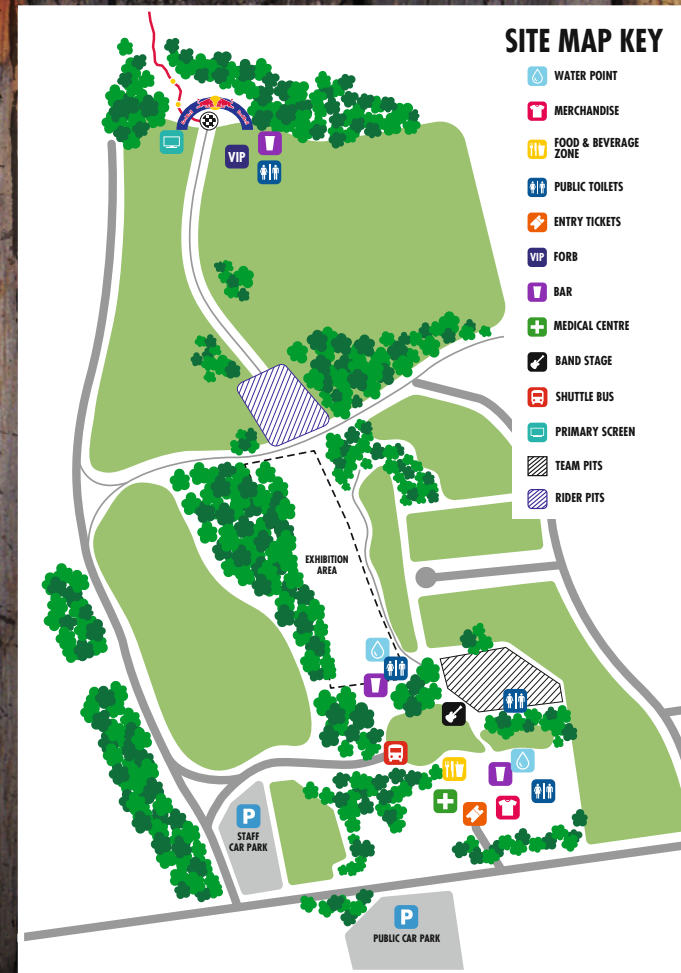 SITE MAP KEY
WATER POINT
MERCHANDISE
FOOD & BEVERAGE
ZONE
PUBLIC TOILETS
ENTRY TICKETS
VIP FORB
BAR
MEDICAL CENTRE
BAND STAGE
SHUTTLE BUS
PRIMARY SCREEN
TEAM PITS
RIDER PITS
VIP
EXHIBITION
AREA
P
STAFF
CAR PARK
P
PUBLIC CAR PARK